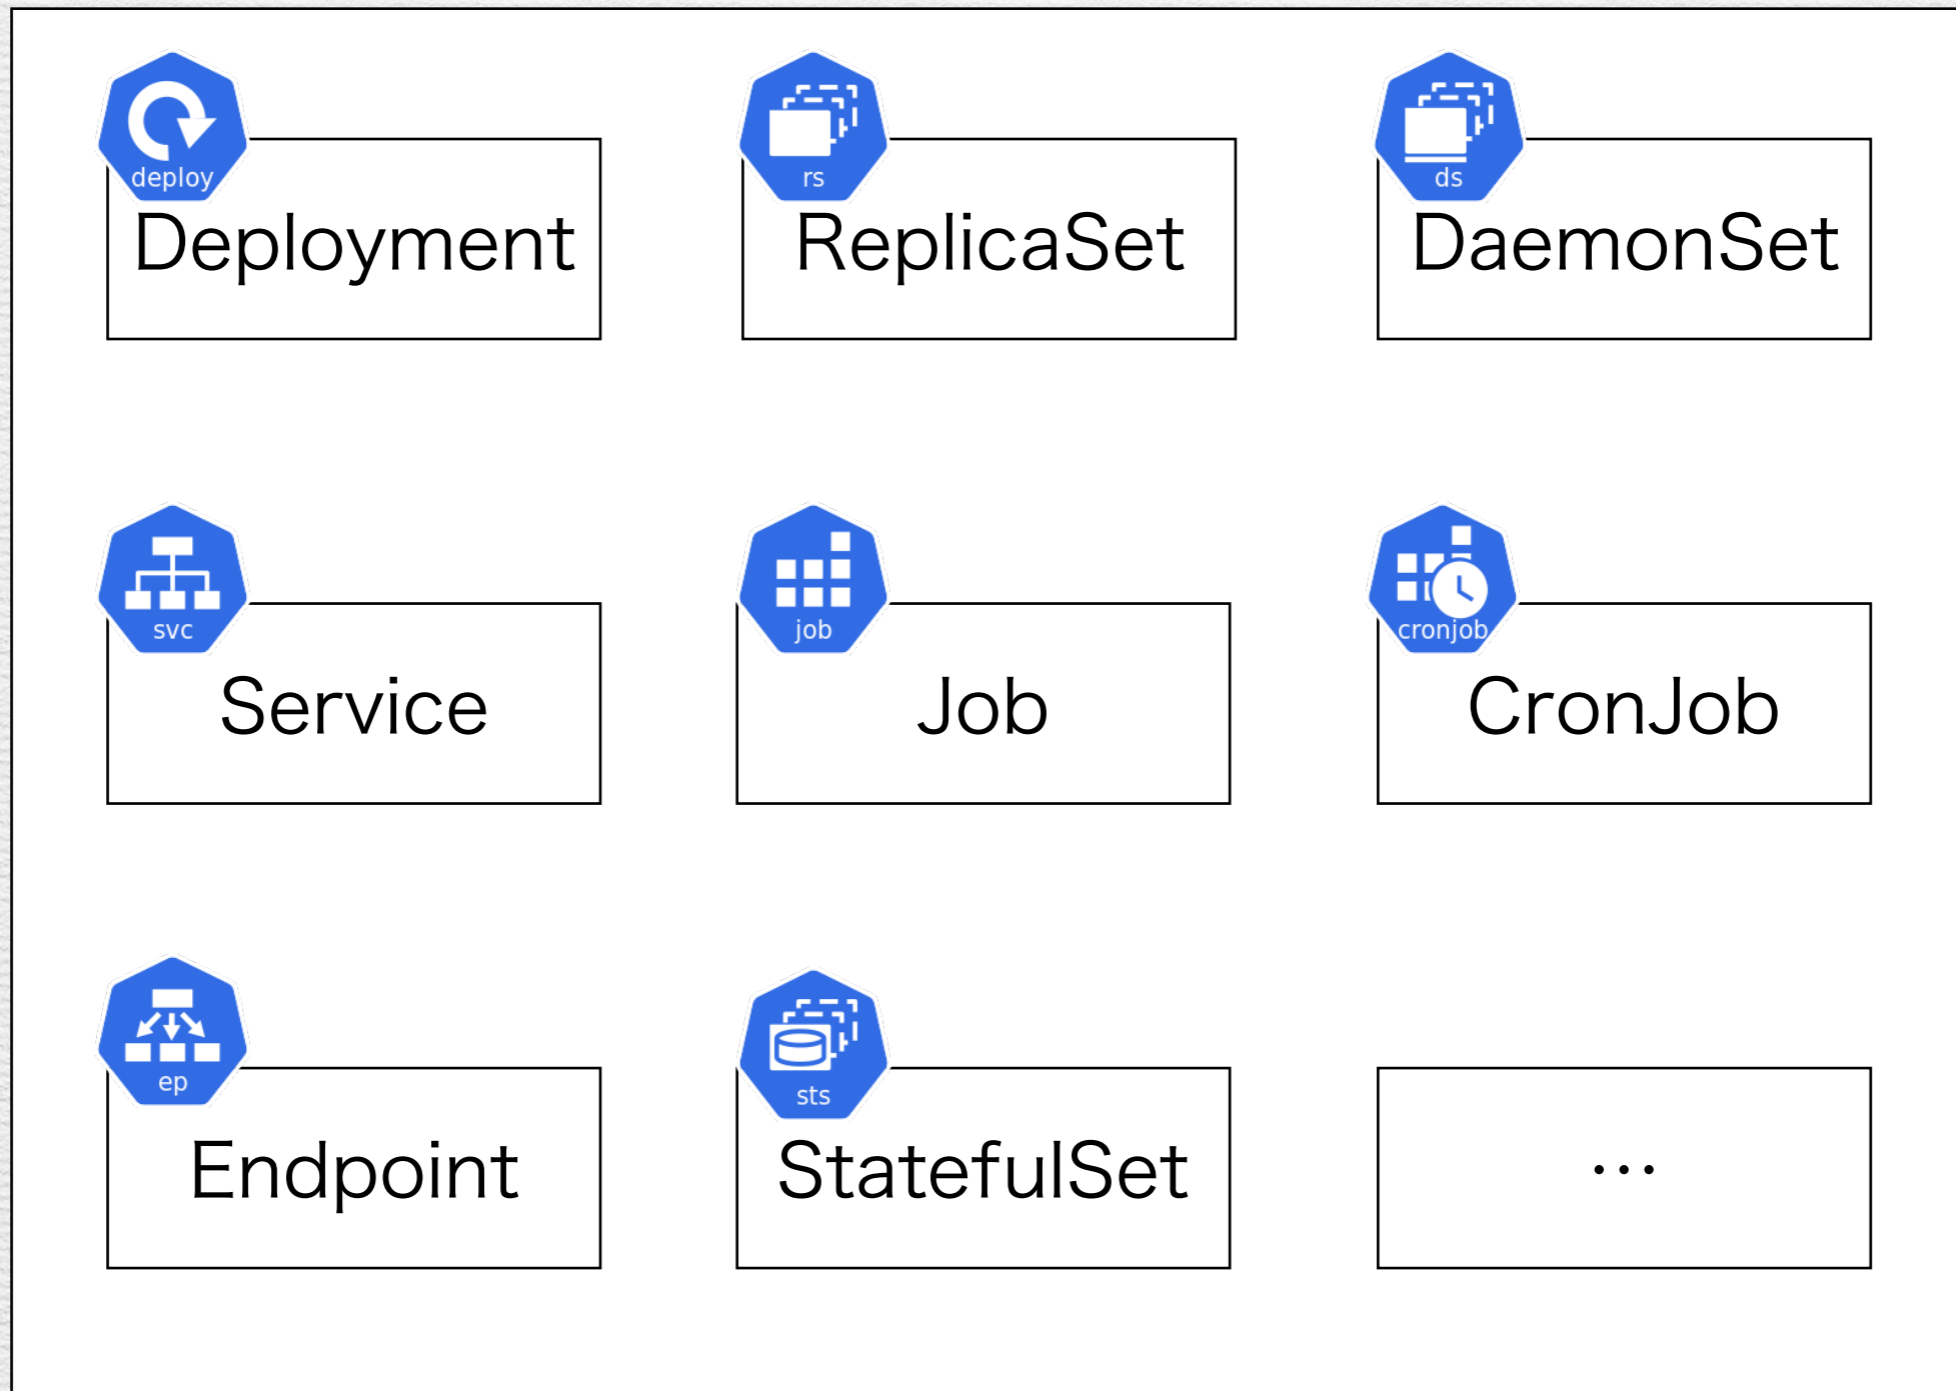 deploy
Deployment
rs
ReplicaSet
ds
DaemonSet
svc
Service
job
Job
cronjob
CronJob
ep
Endpoint
sts
StatefulSet
…